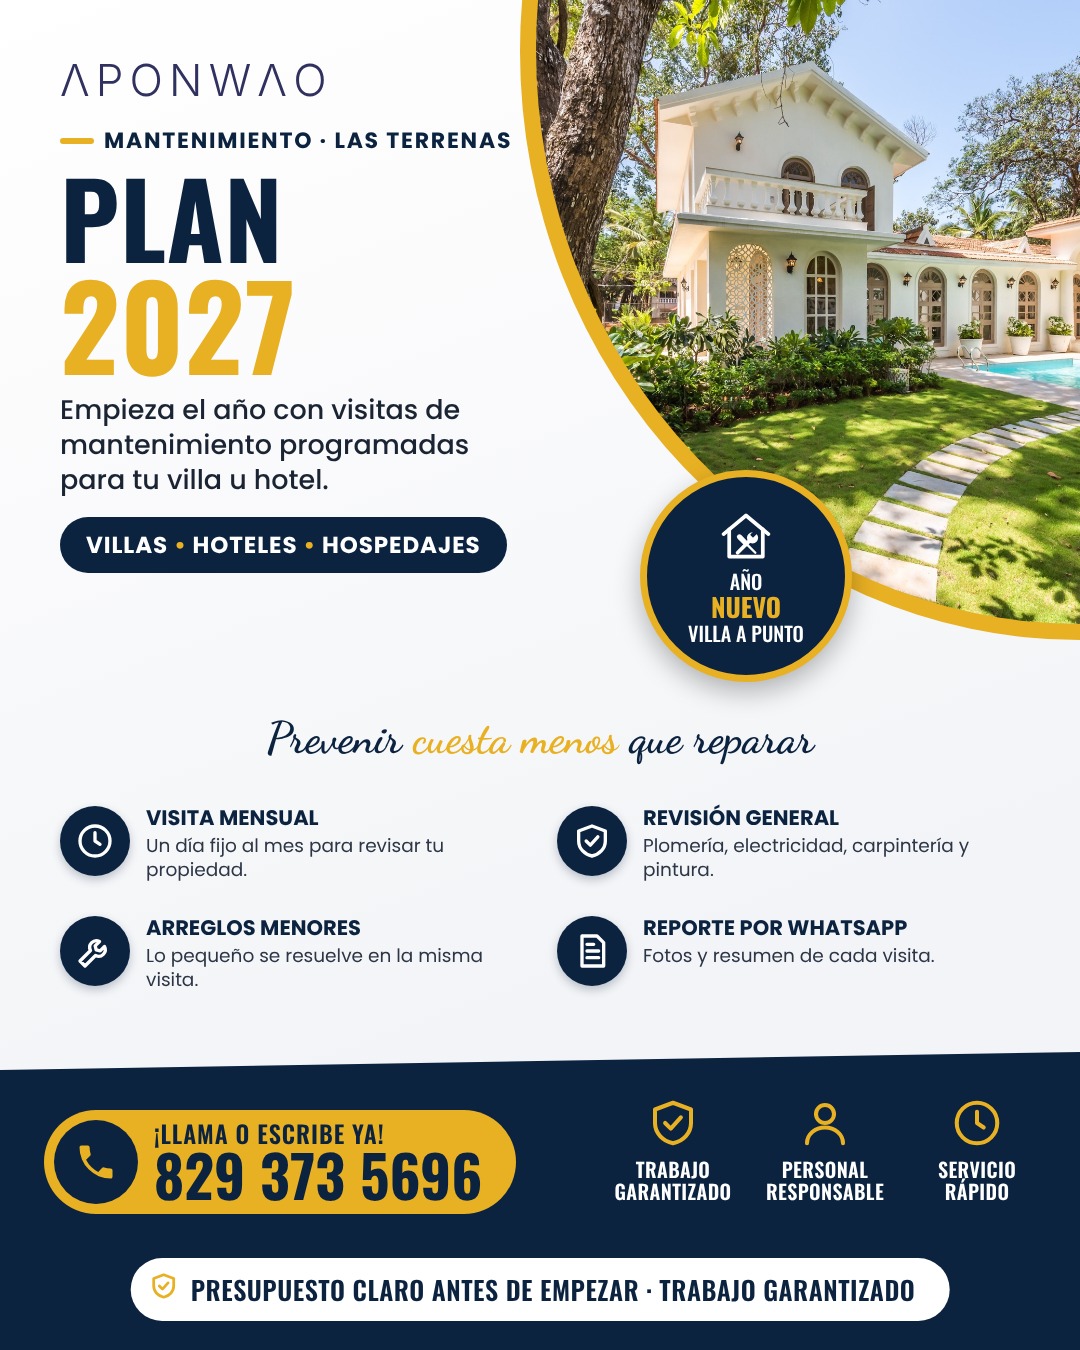 APONWAO
MANTENIMIENTO · LAS TERRENAS
PLAN
2027
Empieza el año con visitas de
mantenimiento programadas
para tu villa u hotel.
VILLAS • HOTELES • HOSPEDAJES
AÑO
NUEVO
VILLA A PUNTO
Prevenir cuesta menos que reparar
VISITA MENSUAL
Un día fijo al mes para revisar tu
propiedad.
REVISIÓN GENERAL
Plomería, electricidad, carpintería y
pintura.
ARREGLOS MENORES
Lo pequeño se resuelve en la misma
visita.
REPORTE POR WHATSAPP
Fotos y resumen de cada visita.
¡LLAMA O ESCRIBE YA!
829 373 5696
TRABAJO
GARANTIZADO
PERSONAL
RESPONSABLE
SERVICIO
RÁPIDO
PRESUPUESTO CLARO ANTES DE EMPEZAR · TRABAJO GARANTIZADO